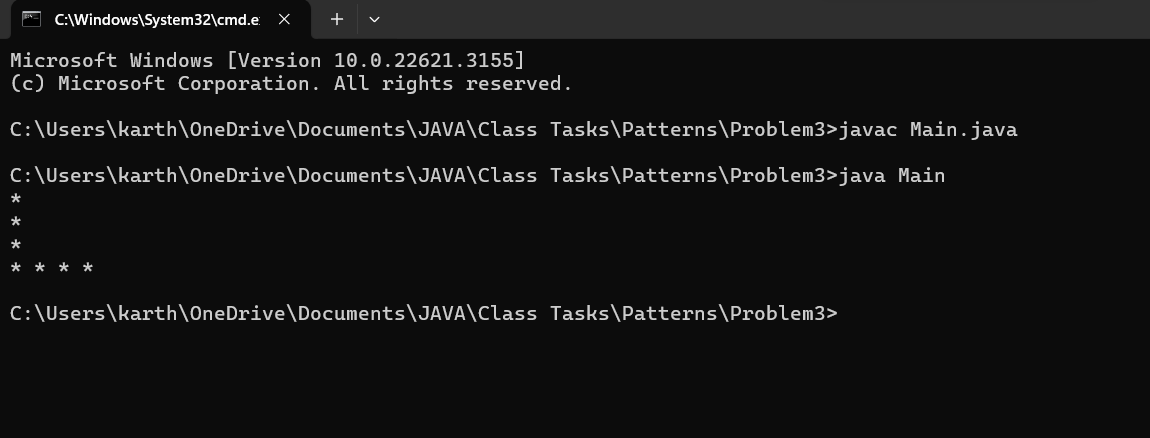 C:\Windows\System32\cmd.e
Microsoft Windows [Version 10.0.22621.3155]
(c) Microsoft Corporation. All rights reserved.
C:\Users\karth\OneDrive\Documents\JAVA\Class Tasks\Patterns\Problem3>javac Main.java
C:\Users\karth\OneDrive\Documents\JAVA\Class Tasks\Patterns\Problem3>java Main
*
*
*
* * * *
C:\Users\karth\OneDrive\Documents\JAVA\Class Tasks\Patterns\Problem3>